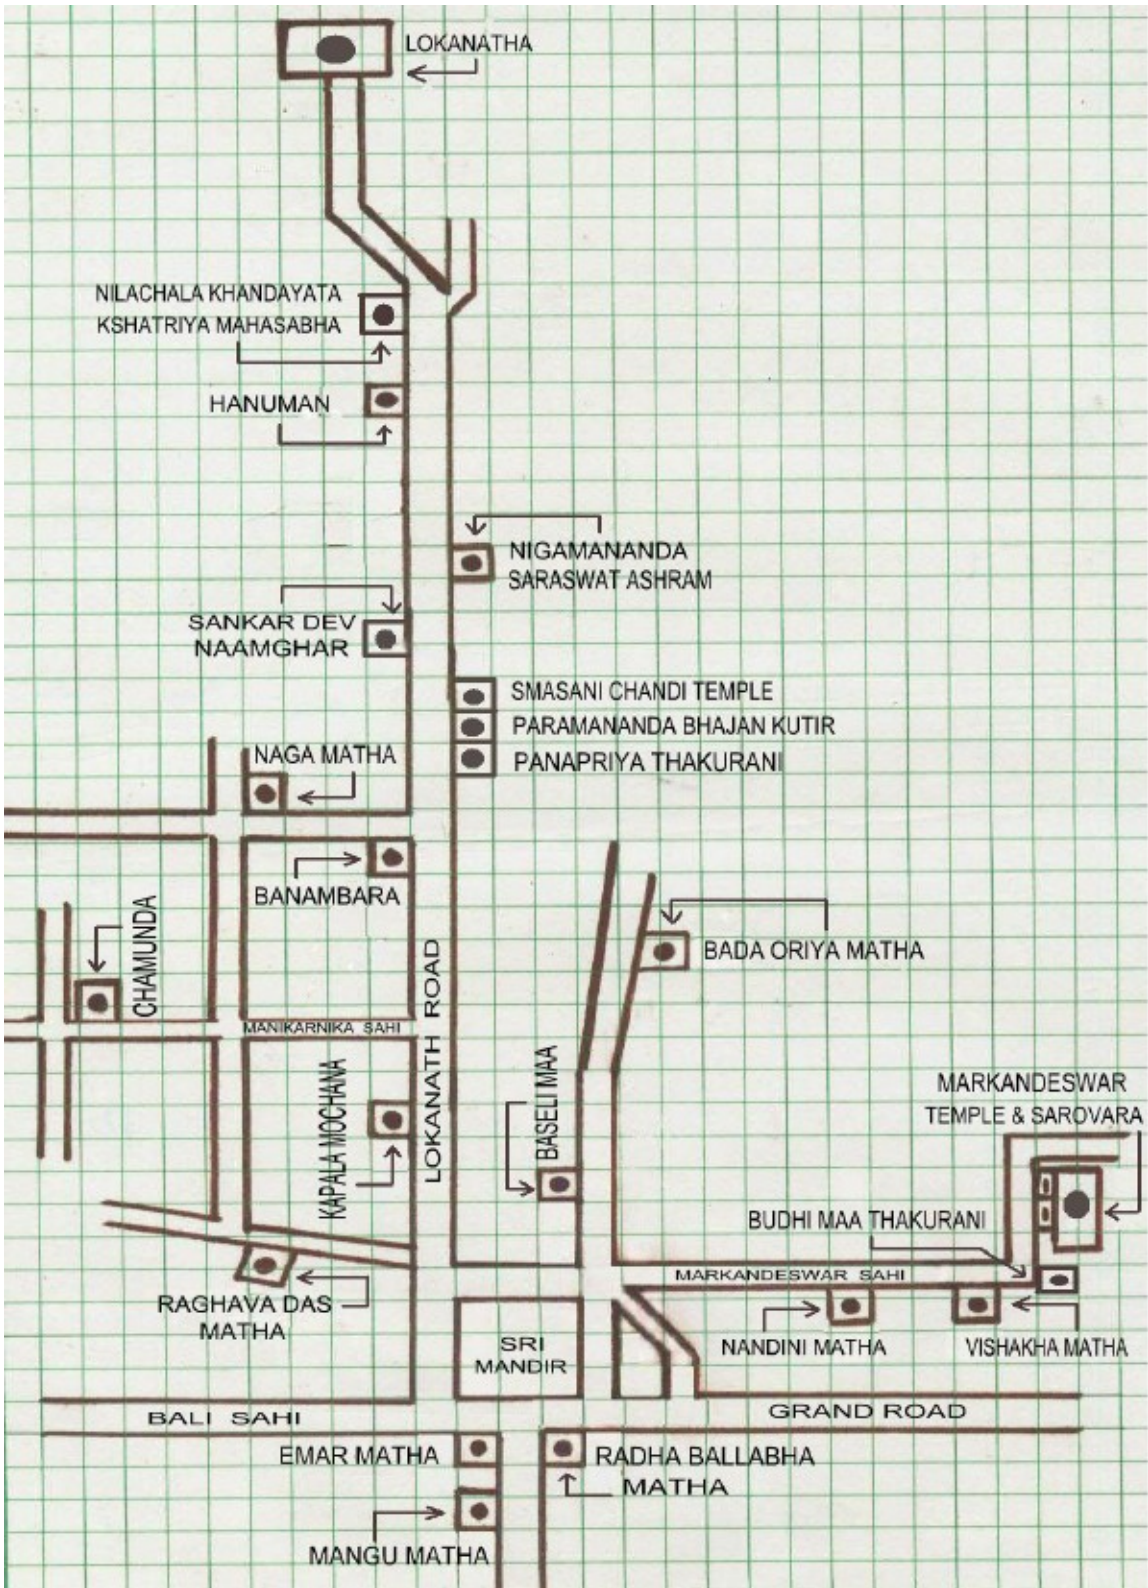 LOKANATHA
NILACHALA KHANDAYATA
KSHATRIYA MAHASABHA
HANUMAN
NIGAMANANDA
SARASWAT ASHRAM
SANKAR DEV
NAAMGHAR
SMASANI CHANDI TEMPLE
PARAMANANDA BHAJAN KUTIR
PANAPRIYA THAKURANI
NAGA MATHA
BANAMBARA
CHAMUNDA
LOKANATH ROAD
BADA ORIYA MATHA
MANIKARNIKA SAHI
KAPALA MOCHANA
BASELI MAA
MARKANDESWAR
TEMPLE & SAROVARA
BUDHI MAA THAKURANI
MARKANDESWAR SAHI
RAGHAVA DAS
MATHA
NANDINI MATHA
VISHAKHA MATHA
SRI
MANDIR
BALI SAHI
GRAND ROAD
EMAR MATHA
RADHA BALLABHA
MATHA
MANGU MATHA